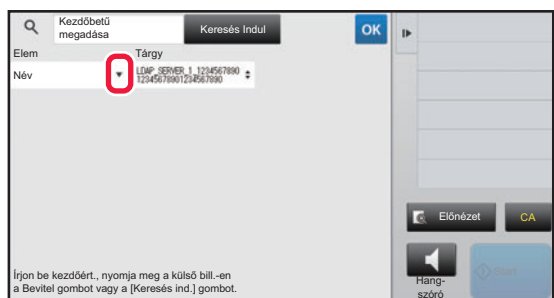 Kezdőbetű
megadása
Keresés Indul
OK
Elem
Tárgy
Név
LDAP_SERVER_1_1234567890
12345678901234567890
Előnézet
CA
Hang-
szóró
Start
Írjon be kezdőért., nyomja meg a külső bill.-en
a Bevitel gombot vagy a [Keresés ind.] gombot.